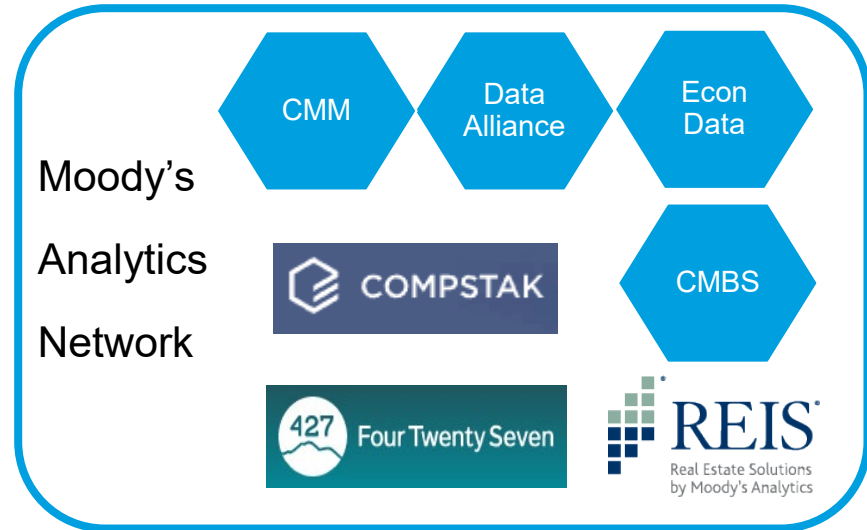 Moody's
Analytics
Network
CMM
Data
Alliance
Econ
Data
COMPSTAK
CMBS
427
Four Twenty Seven
REIS®
Real Estate Solutions
by Moody's Analytics